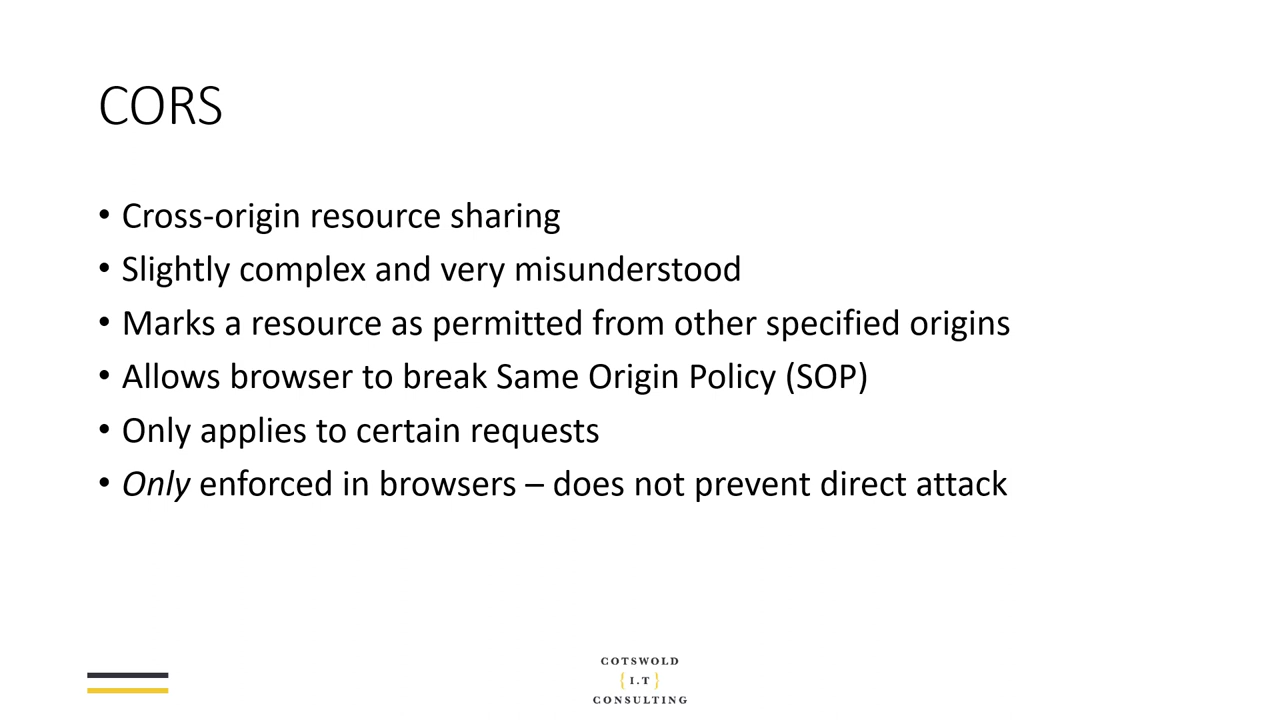 CORS
• Cross-origin resource sharing
• Slightly complex and very misunderstood
• Marks a resource as permitted from other specified origins
• Allows browser to break Same Origin Policy (SOP)
• Only applies to certain requests
• Only enforced in browsers – does not prevent direct attack
COTSWOLD
{ I.T }
CONSULTING